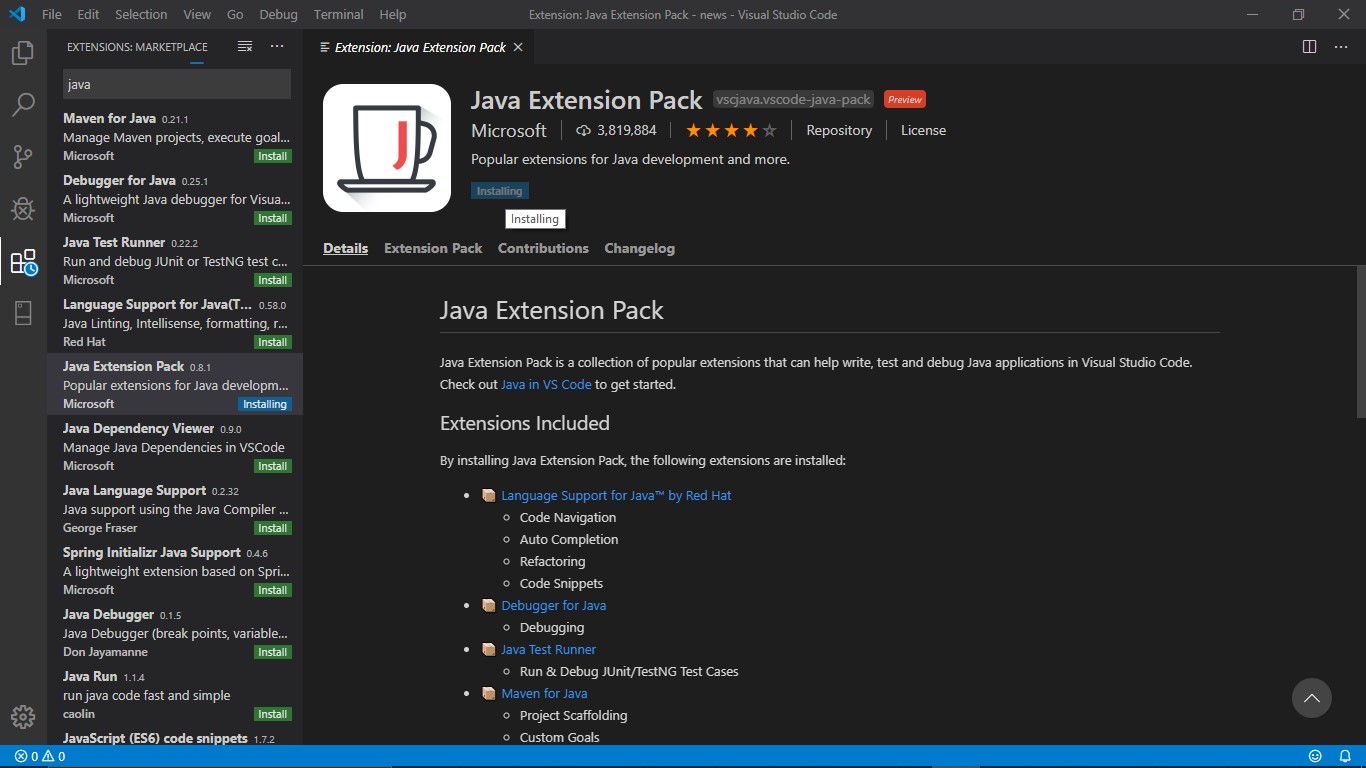 File Edit Selection View Go Debug Terminal Help
Extension: Java Extension Pack - news - Visual Studio Code
EXTENSIONS: MARKETPLACE
java
Maven for Java 0.21.1
Manage Maven projects, execute goal...
Microsoft Install
Debugger for Java 0.25.1
A lightweight Java debugger for Visua...
Microsoft Install
Java Test Runner 0.22.2
Run and debug JUnit or TestNG test c...
Microsoft Install
Language Support for Java(T... 0.58.0
Java Linting, Intellisense, formatting, r...
Red Hat Install
Java Extension Pack 0.8.1
Popular extensions for Java developm...
Microsoft Installing
Java Dependency Viewer 0.9.0
Manage Java Dependencies in VSCode
Microsoft Install
Java Language Support 0.2.32
Java support using the Java Compiler ...
George Fraser Install
Spring Initializr Java Support 0.4.6
A lightweight extension based on Spri...
Microsoft Install
Java Debugger 0.1.5
Java Debugger (break points, variable...
Don Jayamanne Install
Java Run 1.1.4
run java code fast and simple
caolin Install
JavaScript (ES6) code snippets 1.7.2
Extension: Java Extension Pack
J
Java Extension Pack vscjava.vscode-java-pack Preview
Microsoft 3,819,884 Repository License
Popular extensions for Java development and more.
Installing
Installing
Details Extension Pack Contributions Changelog
Java Extension Pack
Java Extension Pack is a collection of popular extensions that can help write, test and debug Java applications in Visual Studio Code.
Check out Java in VS Code to get started.
Extensions Included
By installing Java Extension Pack, the following extensions are installed:
Language Support for Java™ by Red Hat
Code Navigation
Auto Completion
Refactoring
Code Snippets
Debugger for Java
Debugging
Java Test Runner
Run & Debug JUnit/TestNG Test Cases
Maven for Java
Project Scaffolding
Custom Goals
0 0